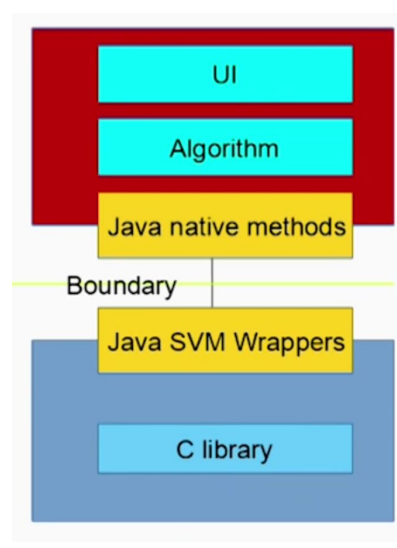 UI
Algorithm
Java native methods
Boundary
Java SVM Wrappers
C library